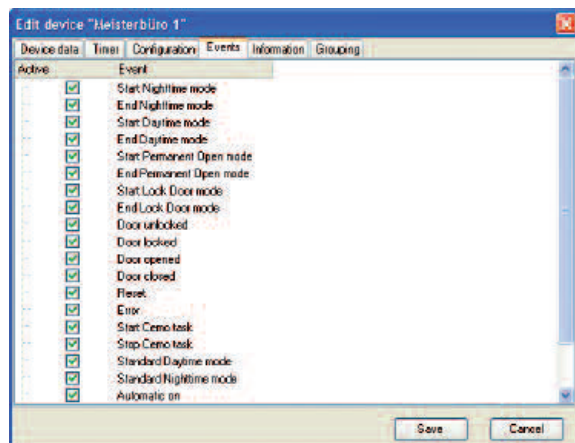 Edit device "Meisterbüro 1"
Device data Timer Configuration Events Information Grouping
Active Event
Start Nighttime mode
End Nighttime mode
Start Daytime mode
End Daytime mode
Start Permanent Open mode
End Permanent Open mode
Start Lock Door mode
End Lock Door mode
Door unlocked
Door locked
Door opened
Door closed
Reset
Error
Start Cemo task
Stop Cemo task
Standard Daytime mode
Standard Nighttime mode
Automatic on
Save Cancel